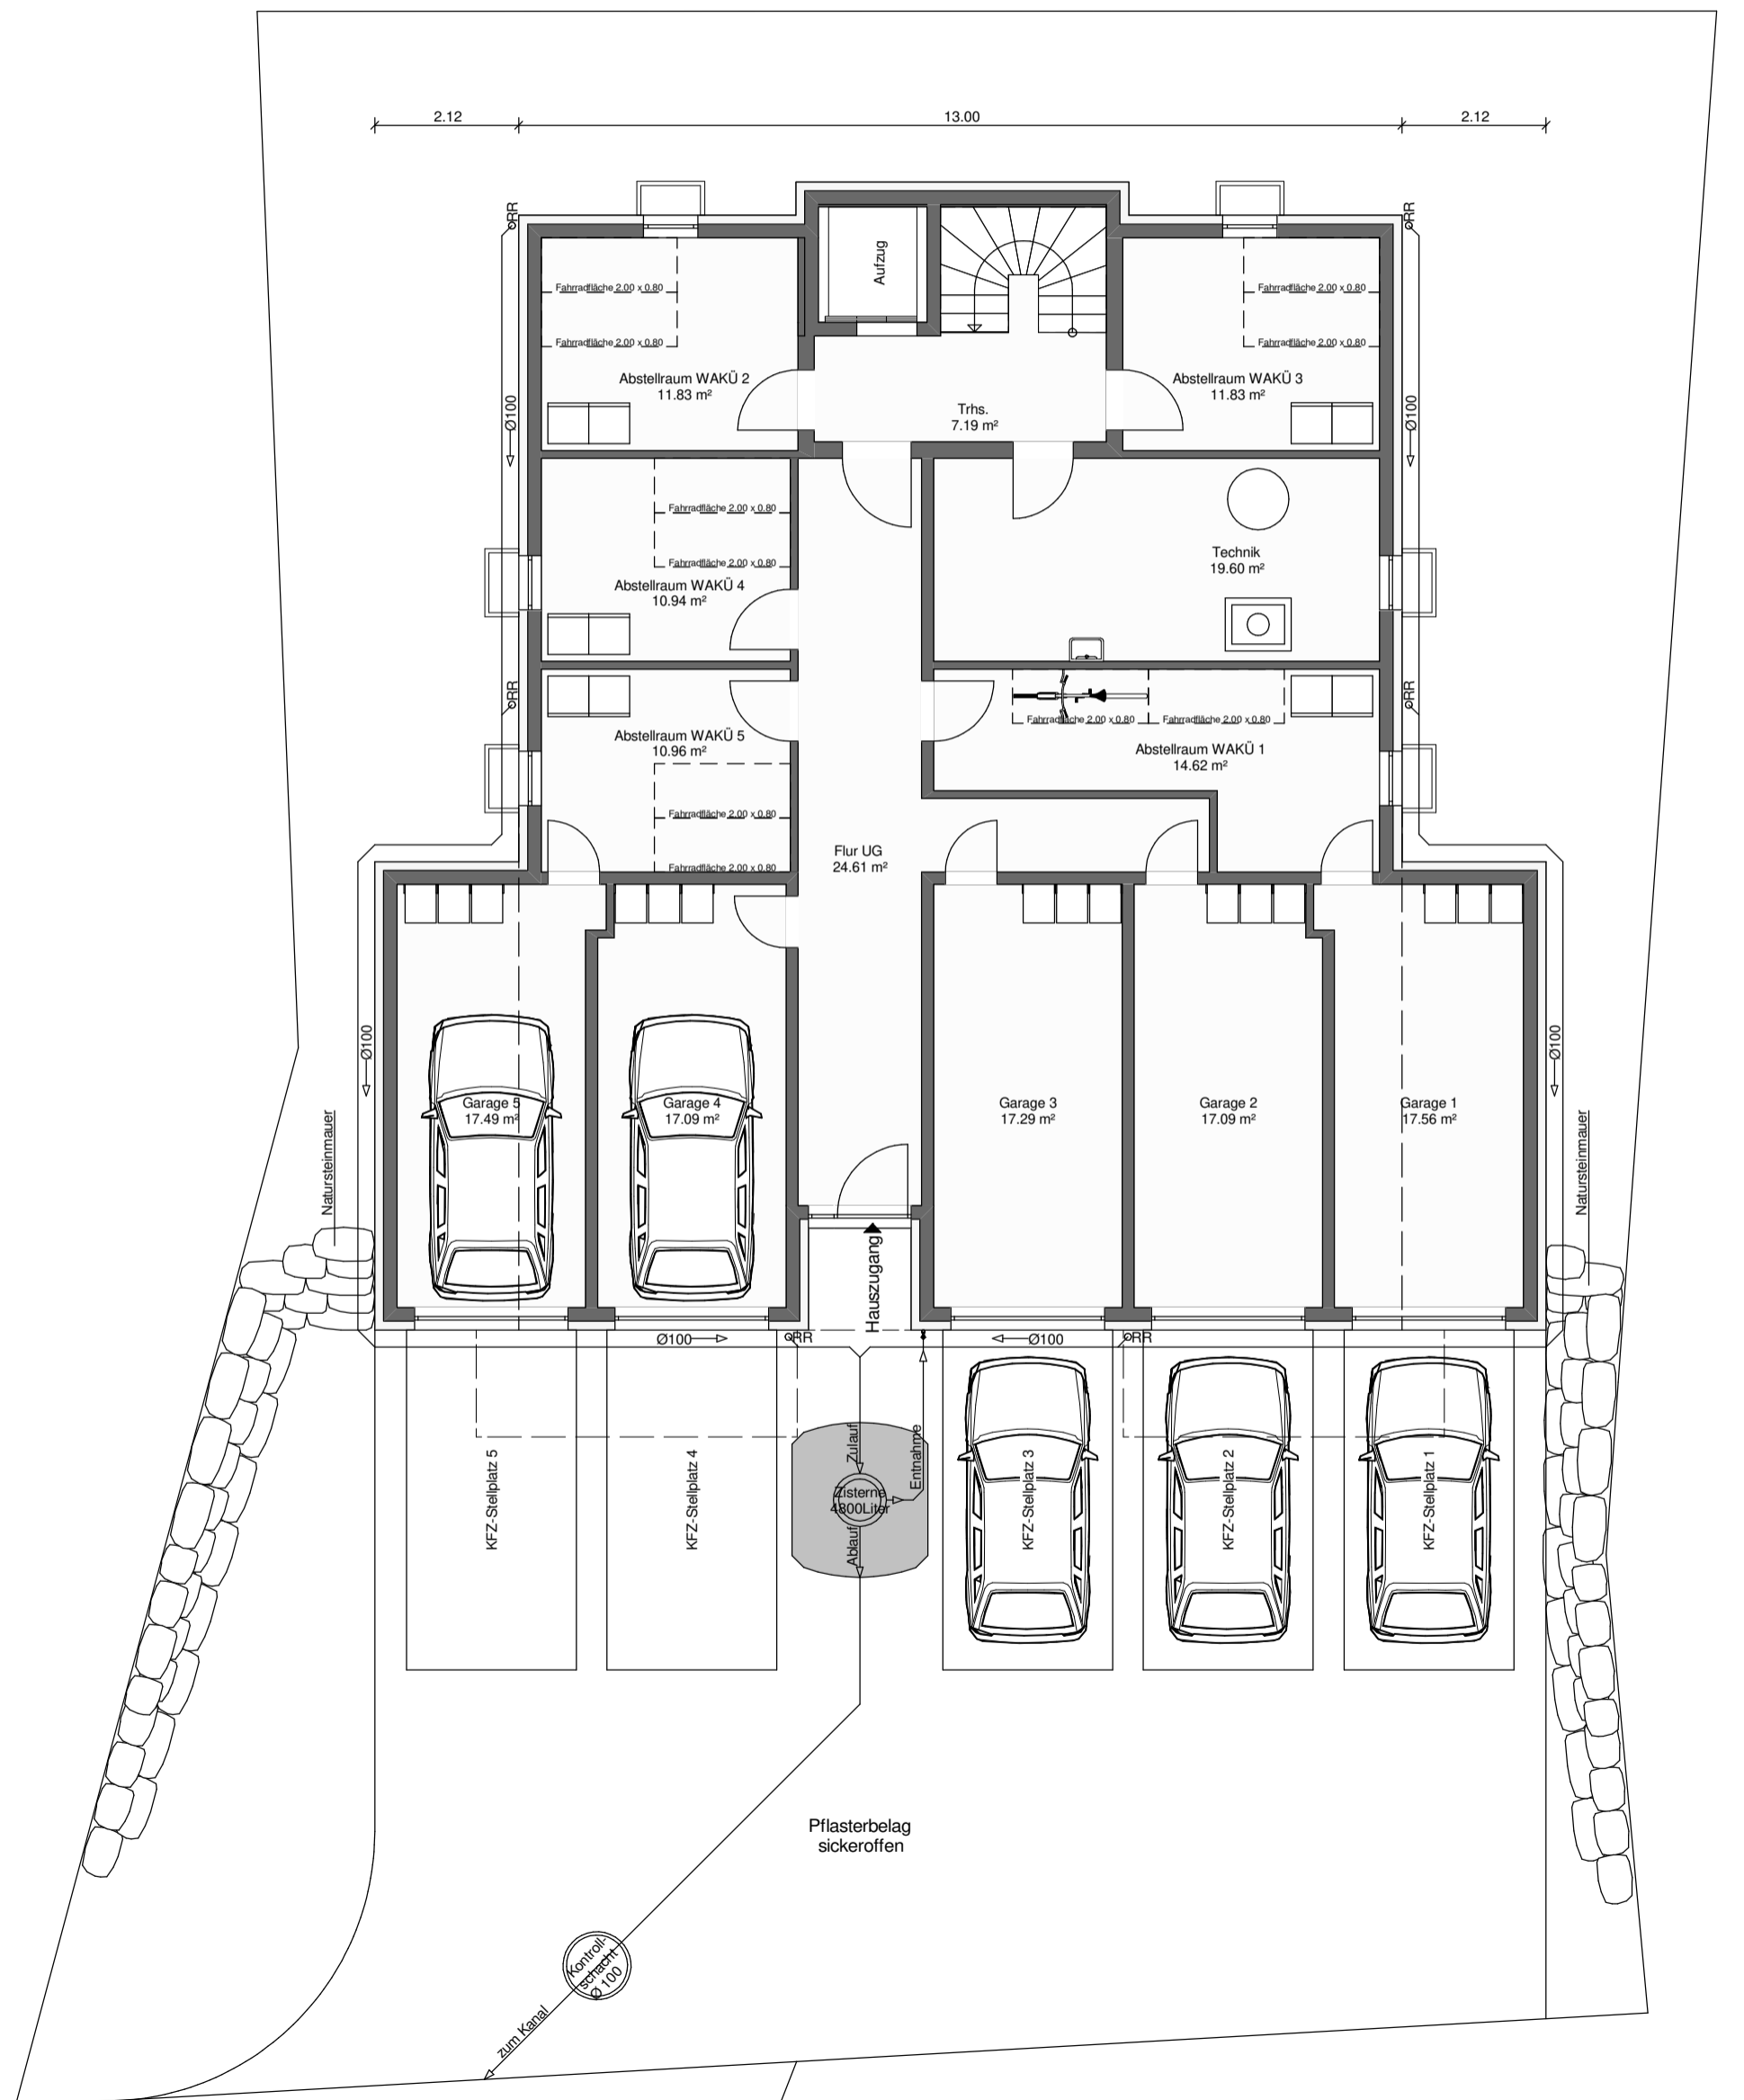 2.12
13.00
2.12
RR
RR
Aufzug
Fahrradfläche 2.00 x 0.80
Fahrradfläche 2.00 x 0.80
Fahrradfläche 2.00 x 0.80
Fahrradfläche 2.00 x 0.80
Abstellraum WAKÜ 2
11.83 m²
Abstellraum WAKÜ 3
11.83 m²
Trhs.
7.19 m²
Ø100
Ø100
Fahrradfläche 2.00 x 0.80
Fahrradfläche 2.00 x 0.80
Abstellraum WAKÜ 4
10.94 m²
Technik
19.60 m²
RR
RR
Abstellraum WAKÜ 5
10.96 m²
Fahrradfläche 2.00 x 0.80
Fahrradfläche 2.00 x 0.80
Abstellraum WAKÜ 1
14.62 m²
Fahrradfläche 2.00 x 0.80
Fahrradfläche 2.00 x 0.80
Flur UG
24.61 m²
Ø100
Ø100
Garage 5
17.49 m²
Garage 4
17.09 m²
Garage 3
17.29 m²
Garage 2
17.09 m²
Garage 1
17.56 m²
Natursteinmauer
Natursteinmauer
Hauszugang
Ø100
RR
Ø100
RR
KFZ-Stellplatz 5
KFZ-Stellplatz 4
Zulauf
Entnahme
Zisterne
4800Liter
Ablauf
KFZ-Stellplatz 3
KFZ-Stellplatz 2
KFZ-Stellplatz 1
Pflasterbelag
sickeroffen
Kontroll-
schacht
Ø 100
zum Kanal